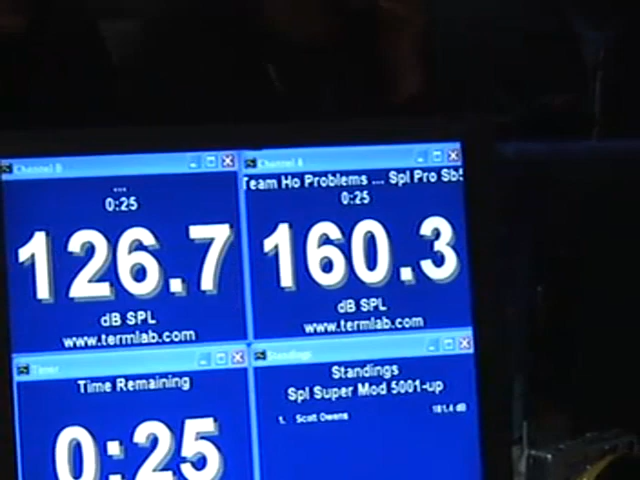 Channel B
...
0:25
126.7
dB SPL
www.termlab.com
Channel A
Team Ho Problems ... Spl Pro Sb5
0:25
160.3
dB SPL
www.termlab.com
Timer
Time Remaining
0:25
Standings
Standings
Spl Super Mod 5001-up
1. Scott Owens 181.4 dB